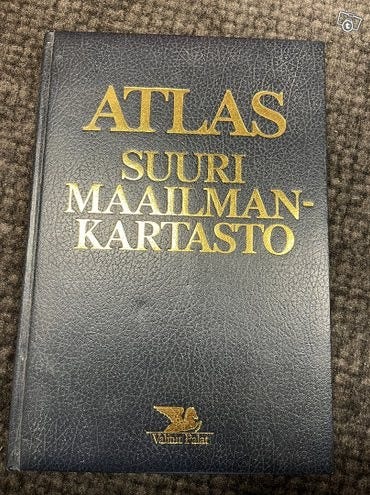 ATLAS
SUURI
MAAILMAN-
KARTASTO
Valitut Palat